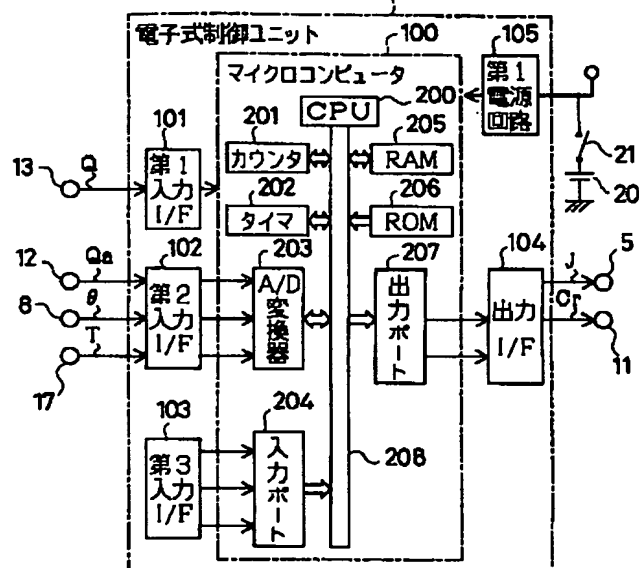 電子式制御ユニット
100
105
マイクロコンピュータ
第1
電源
回路
CPU
200
101
201
205
21
13
Q
第1
入力
I/F
カウンタ
RAM
202
206
20
タイマ
ROM
12
Qa
102
203
207
104
J
5
8
θ
第2
入力
I/F
A/D
変換
器
出力ポート
出力
I/F
17
T
11
103
204
第3
入力
I/F
入力ポート
208